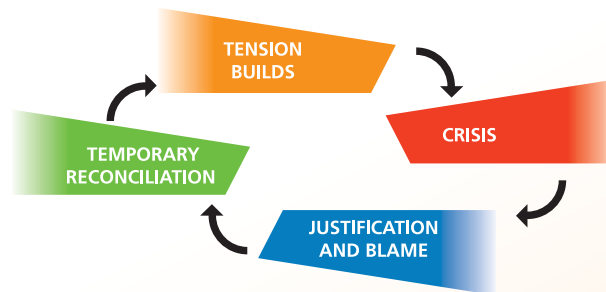 TENSION
BUILDS
CRISIS
JUSTIFICATION
AND BLAME
TEMPORARY
RECONCILIATION